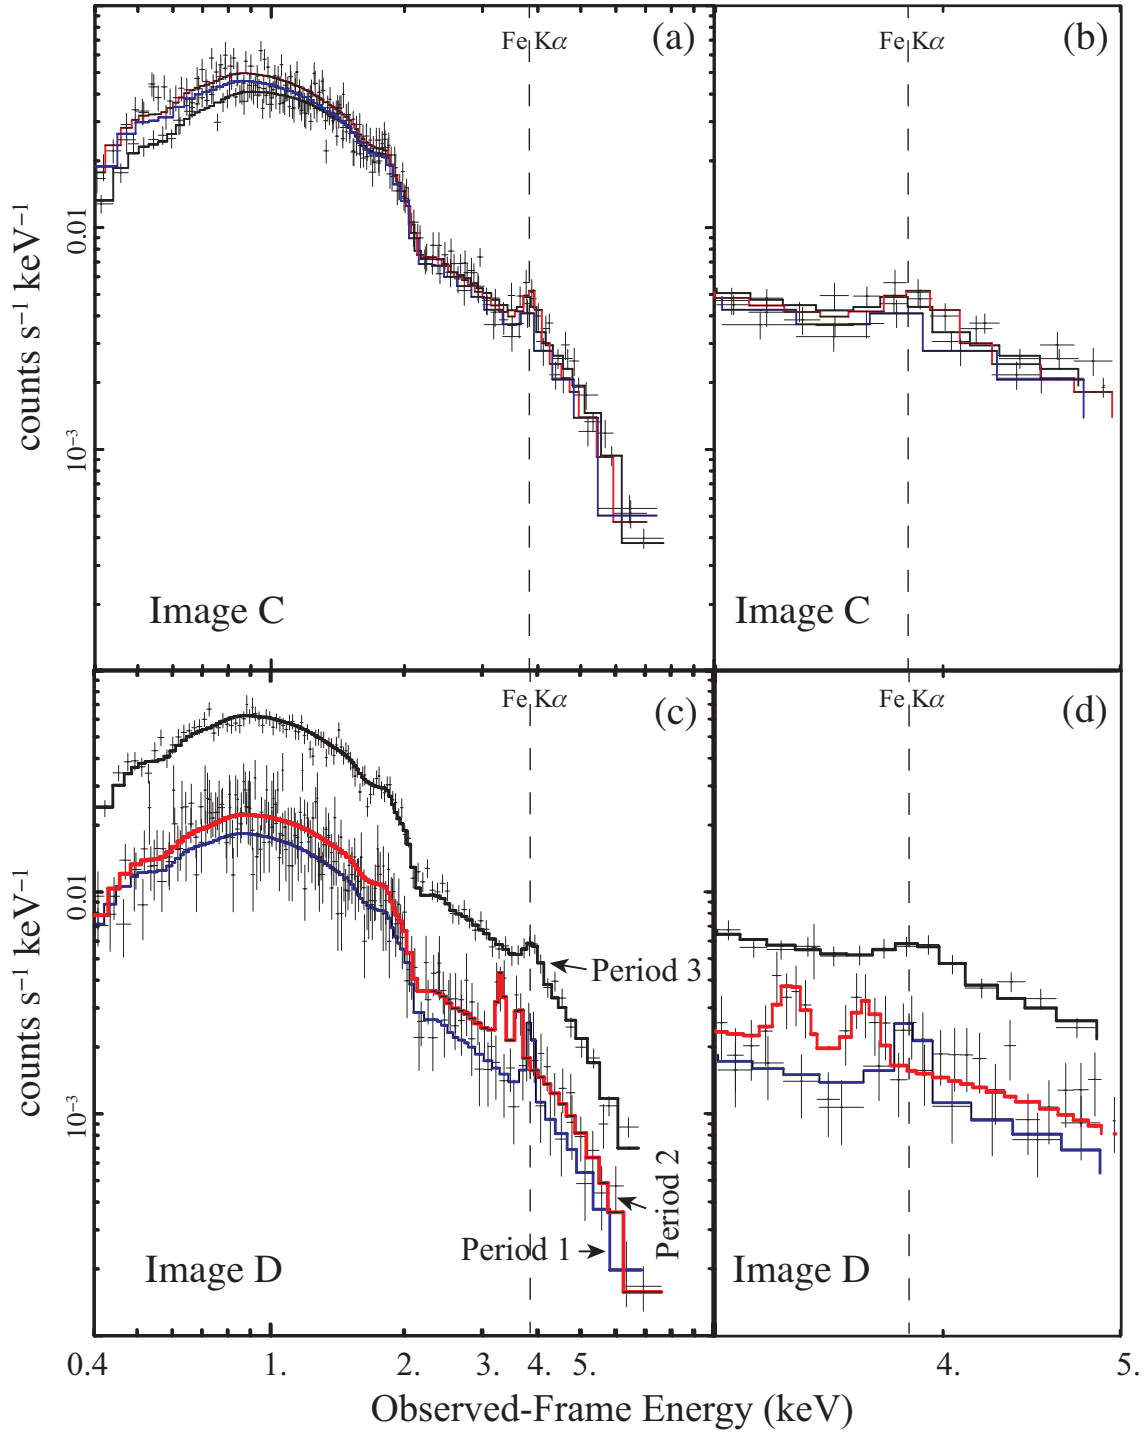 (a)
Fe Kα
(b)
Fe Kα
counts s⁻¹ keV⁻¹
0.01
10⁻³
Image C
Image C
(c)
Fe Kα
(d)
Fe Kα
counts s⁻¹ keV⁻¹
0.01
10⁻³
Period 3
Period 2
Period 1
Image D
Image D
0.4 1. 2. 3. 4. 5. 4. 5.
Observed-Frame Energy (keV)